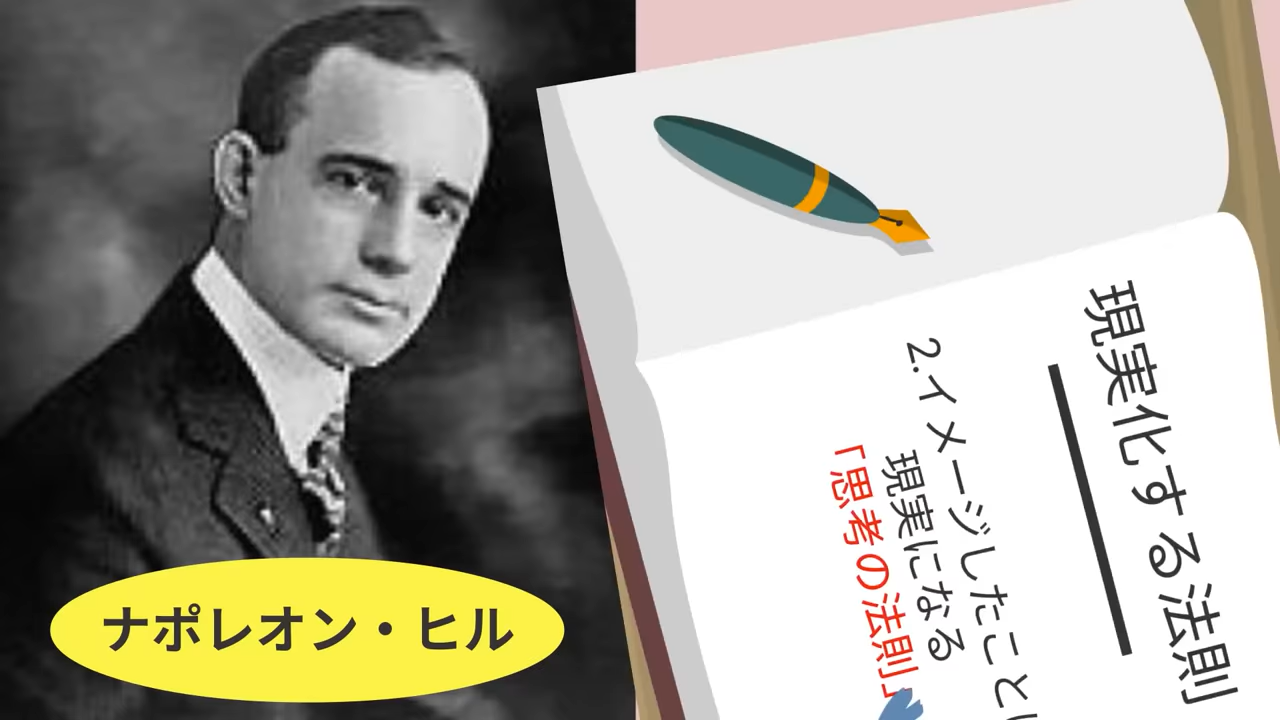 ナポレオン・ヒル
現実化する法則
2.イメージしたこと
現実になる
「思考の法則」